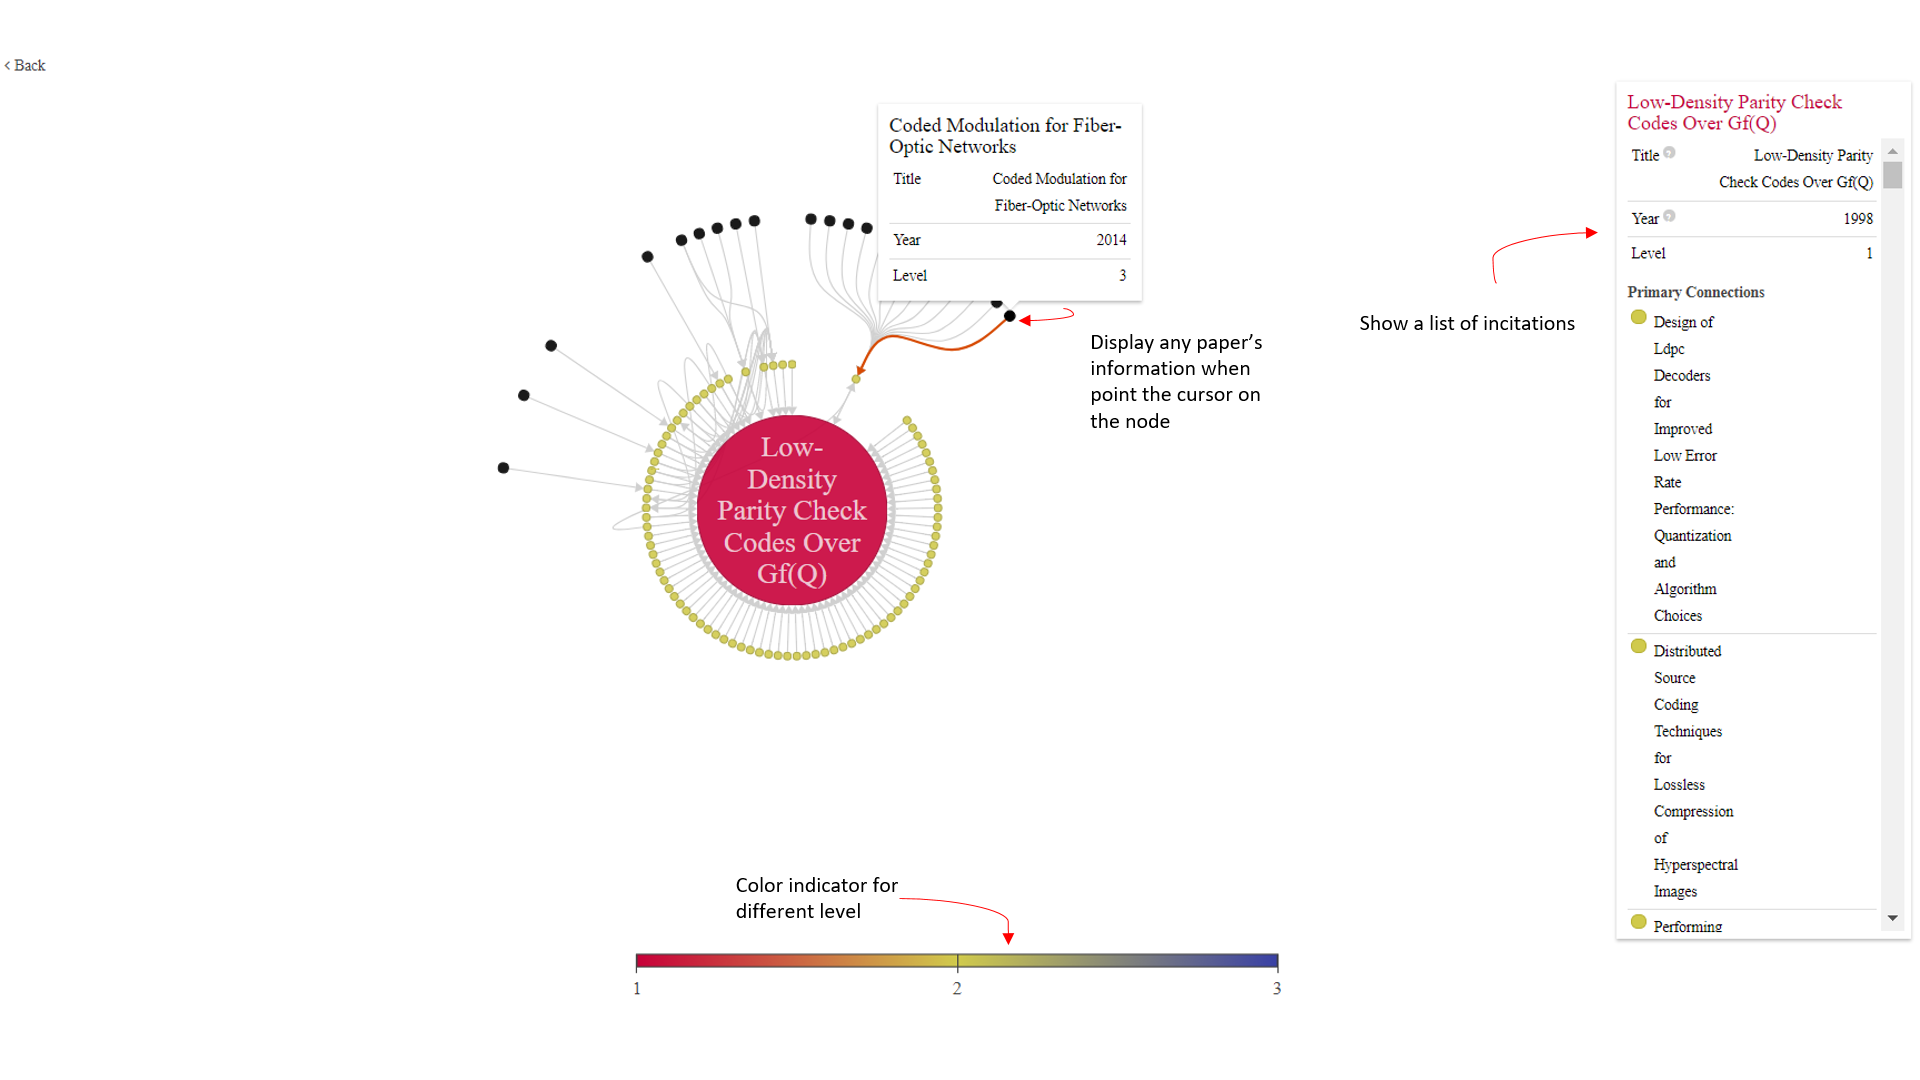 < Back
Coded Modulation for Fiber-
Optic Networks
Title Coded Modulation for
Fiber-Optic Networks
Year 2014
Level 3
Display any paper's
information when
point the cursor on
the node
Low-
Density
Parity Check
Codes Over
Gf(Q)
Color indicator for
different level
1 2 3
Show a list of incitations
Low-Density Parity Check
Codes Over Gf(Q)
Title ? Low-Density Parity
Check Codes Over Gf(Q)
Year ? 1998
Level 1
Primary Connections
Design of
Ldpc
Decoders
for
Improved
Low Error
Rate
Performance:
Quantization
and
Algorithm
Choices
Distributed
Source
Coding
Techniques
for
Lossless
Compression
of
Hyperspectral
Images
Performing